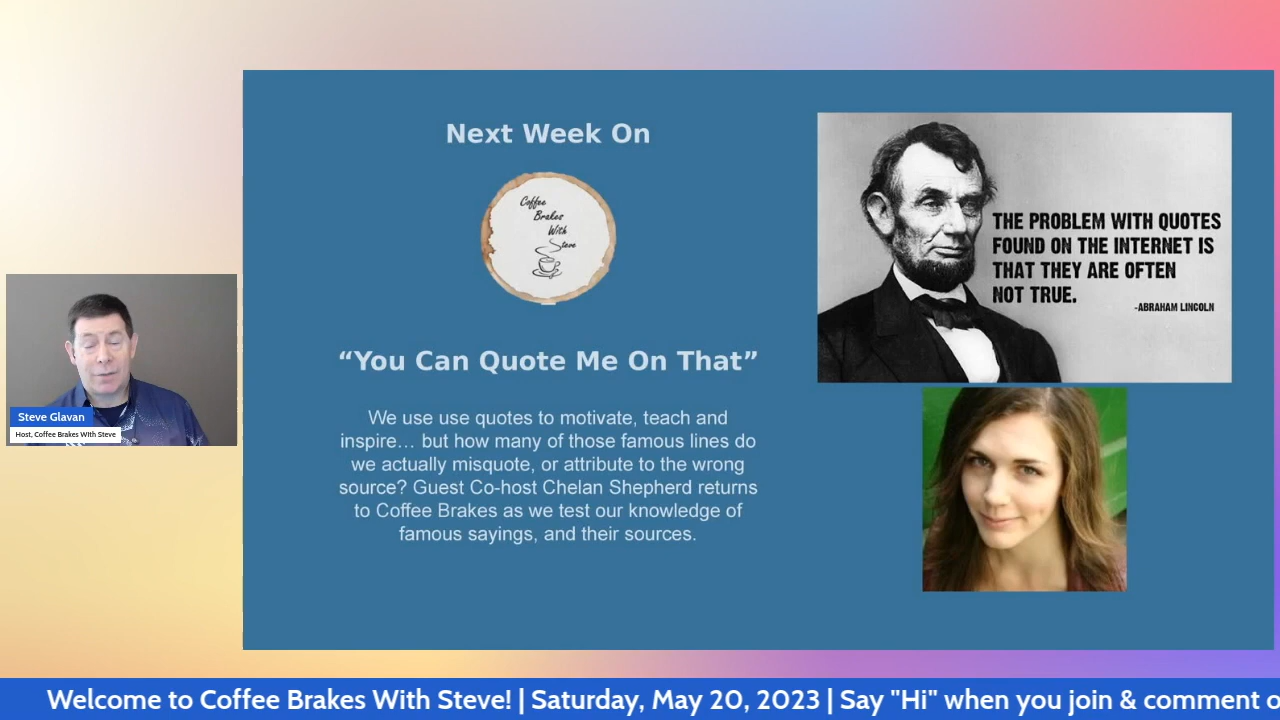 Next Week On
Coffee
Brakes
With
Steve
THE PROBLEM WITH QUOTES
FOUND ON THE INTERNET IS
THAT THEY ARE OFTEN
NOT TRUE.
-ABRAHAM LINCOLN
“You Can Quote Me On That”
We use use quotes to motivate, teach and
inspire… but how many of those famous lines do
we actually misquote, or attribute to the wrong
source? Guest Co-host Chelan Shepherd returns
to Coffee Brakes as we test our knowledge of
famous sayings, and their sources.
Steve Glavan
Host, Coffee Brakes With Steve
Welcome to Coffee Brakes With Steve! | Saturday, May 20, 2023 | Say "Hi" when you join & comment o